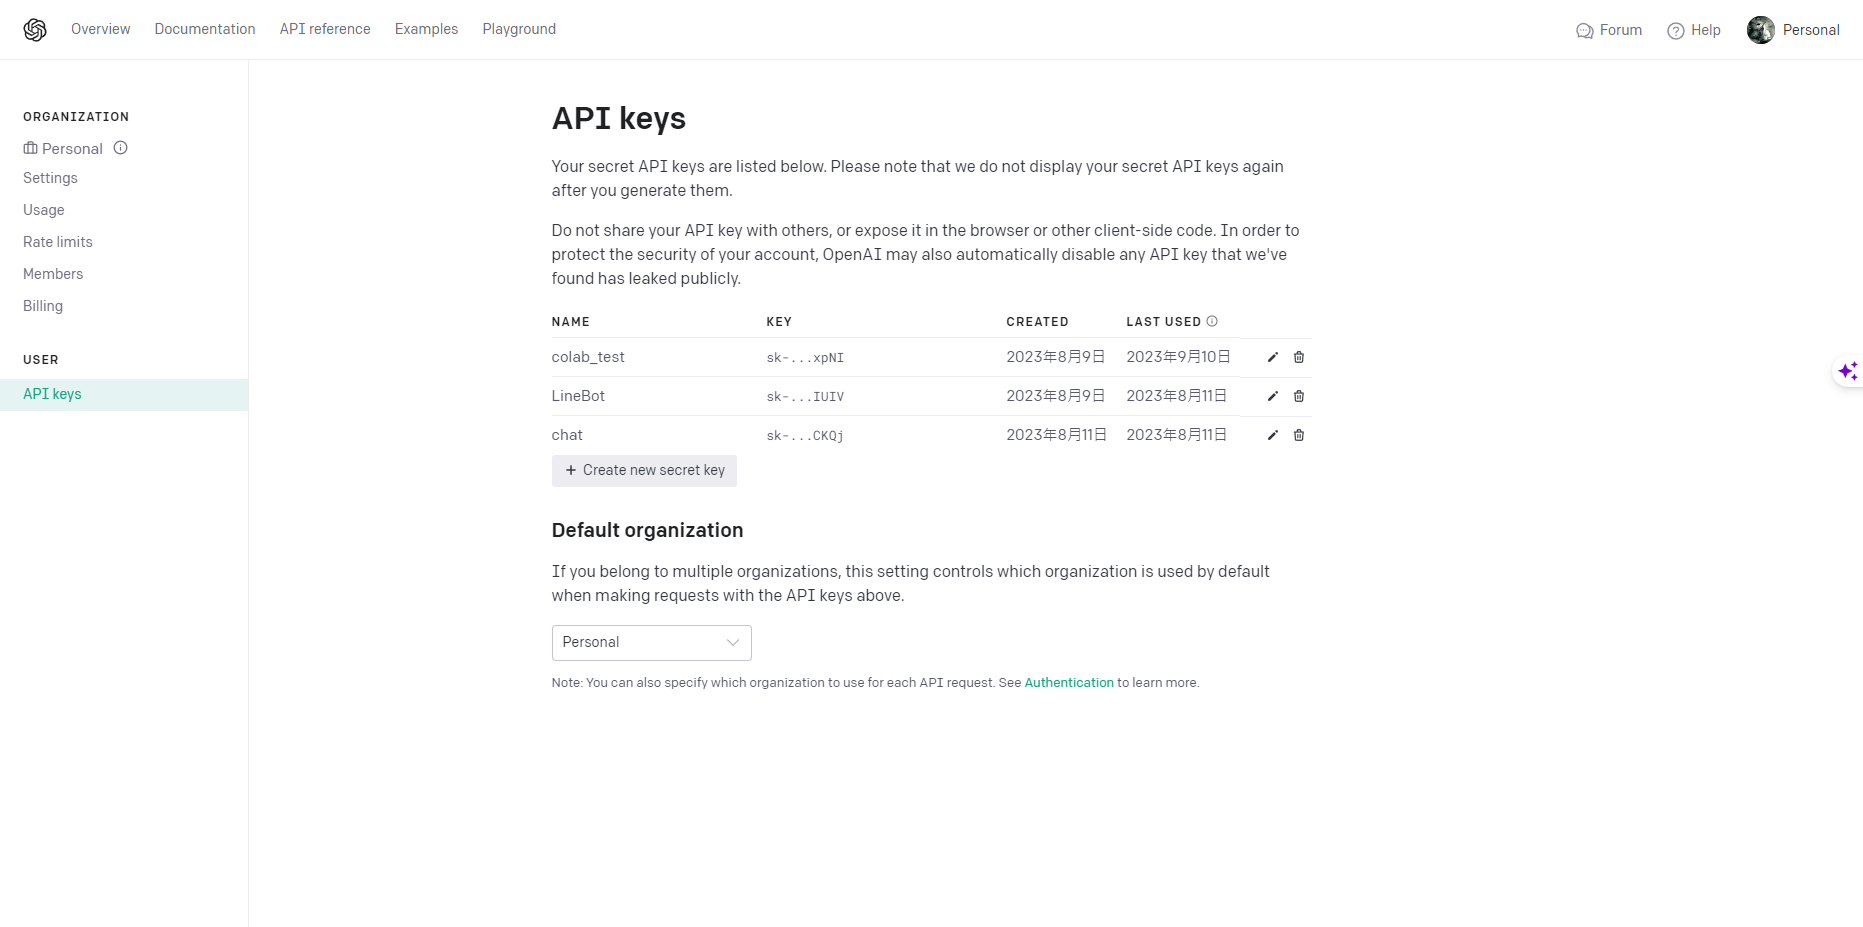 Overview Documentation API reference Examples Playground Forum Help Personal
ORGANIZATION
Personal
Settings
Usage
Rate limits
Members
Billing
USER
API keys
API keys
Your secret API keys are listed below. Please note that we do not display your secret API keys again
after you generate them.
Do not share your API key with others, or expose it in the browser or other client-side code. In order to
protect the security of your account, OpenAI may also automatically disable any API key that we've
found has leaked publicly.
NAME KEY CREATED LAST USED
colab_test sk-...xpNI 2023年8月9日 2023年9月10日
LineBot sk-...IUIV 2023年8月9日 2023年8月11日
chat sk-...CKQj 2023年8月11日 2023年8月11日
+ Create new secret key
Default organization
If you belong to multiple organizations, this setting controls which organization is used by default
when making requests with the API keys above.
Personal
Note: You can also specify which organization to use for each API request. See Authentication to learn more.